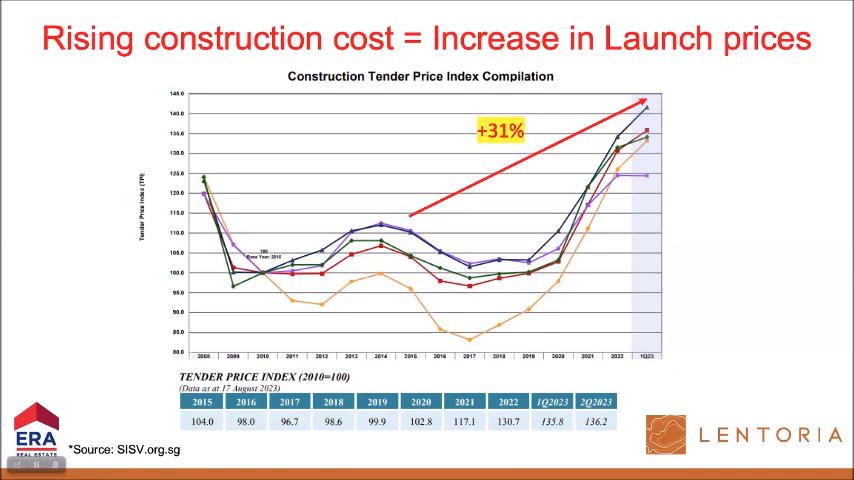 Rising construction cost = Increase in Launch prices
Construction Tender Price Index Compilation
145.0
140.0
135.0
130.0
125.0
120.0
115.0
110.0
105.0
100.0
95.0
90.0
85.0
80.0
Tender Price Index (TPI)
+31%
100
Base Year: 2010
2008 2009 2010 2011 2012 2013 2014 2015 2016 2017 2018 2019 2020 2021 2022 1Q23
TENDER PRICE INDEX (2010=100)
(Data as at 17 August 2023)
2015 2016 2017 2018 2019 2020 2021 2022 1Q2023 2Q2023
104.0 98.0 96.7 98.6 99.9 102.8 117.1 130.7 135.8 136.2
ERA
REAL ESTATE
*Source: SISV.org.sg
LENTORIA